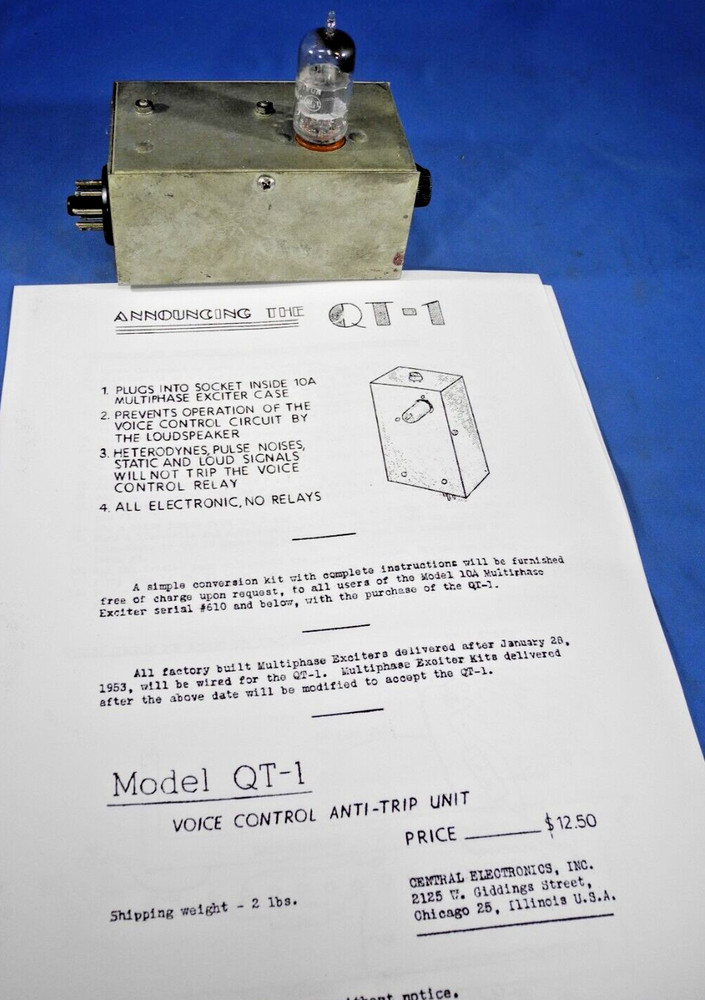 ANNOUNCING THE QT-1
1. PLUGS INTO SOCKET INSIDE 10A
MULTIPHASE EXCITER CASE
2. PREVENTS OPERATION OF THE
VOICE CONTROL CIRCUIT BY
THE LOUDSPEAKER
3. HETERODYNES, PULSE NOISES,
STATIC AND LOUD SIGNALS
WILL NOT TRIP THE VOICE
CONTROL RELAY
4. ALL ELECTRONIC, NO RELAYS
A simple conversion kit with complete instructions will be furnished
free of charge upon request, to all users of the Model 10A Multiphase
Exciter serial #610 and below, with the purchase of the QT-1.
All factory built Multiphase Exciters delivered after January 28,
1953, will be wired for the QT-1. Multiphase Exciter Kits delivered
after the above date will be modified to accept the QT-1.
Model QT-1
VOICE CONTROL ANTI-TRIP UNIT
PRICE $12.50
CENTRAL ELECTRONICS, INC.
2125 W. Giddings Street,
Chicago 25, Illinois U.S.A.
Shipping weight - 2 lbs.
notice.